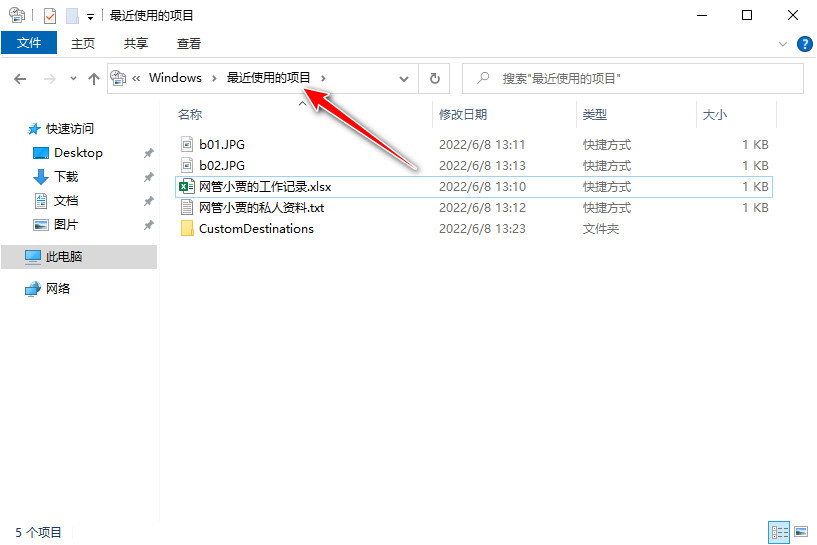 最近使用的项目
文件 主页 共享 查看
« Windows › 最近使用的项目 › 搜索"最近使用的项目"
名称 修改日期 类型 大小
快速访问
Desktop
下载
文档
图片
此电脑
网络
b01.JPG 2022/6/8 13:11 快捷方式 1 KB
b02.JPG 2022/6/8 13:13 快捷方式 1 KB
网管小贾的工作记录.xlsx 2022/6/8 13:10 快捷方式 1 KB
网管小贾的私人资料.txt 2022/6/8 13:12 快捷方式 1 KB
CustomDestinations 2022/6/8 13:23 文件夹
5 个项目